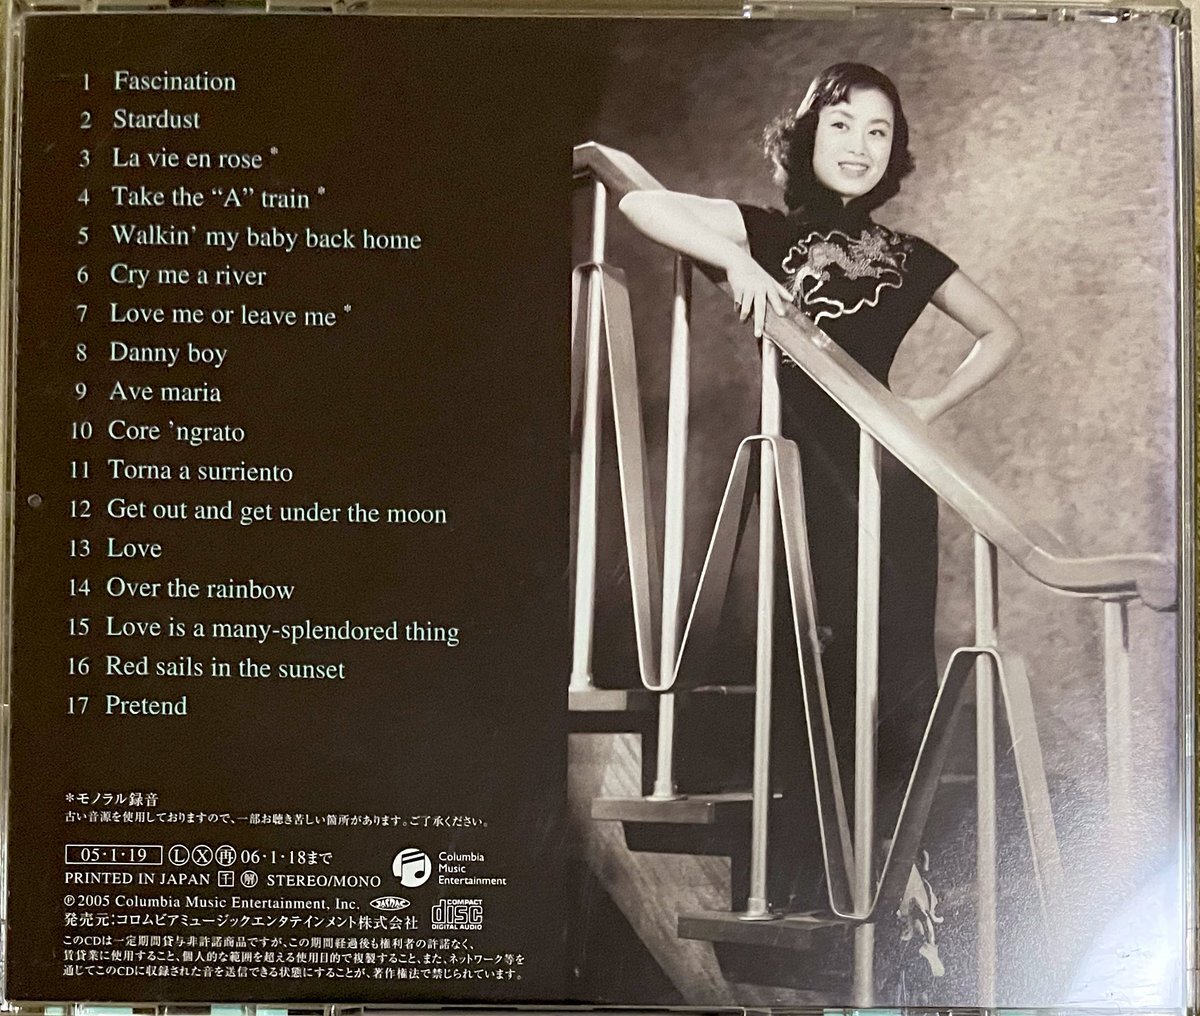 1 Fascination
2 Stardust
3 La vie en rose *
4 Take the “A” train *
5 Walkin’ my baby back home
6 Cry me a river
7 Love me or leave me *
8 Danny boy
9 Ave maria
10 Core ’ngrato
11 Torna a surriento
12 Get out and get under the moon
13 Love
14 Over the rainbow
15 Love is a many-splendored thing
16 Red sails in the sunset
17 Pretend
＊モノラル録音
古い音源を使用しておりますので、一部お聴き苦しい箇所があります。ご了承ください。
05・1・19 Ⓛ Ⓧ ㊂再 06・1・18まで
PRINTED IN JAPAN STEREO/MONO
Columbia
Music
Entertainment
℗2005 Columbia Music Entertainment, Inc. JASRAC
発売元:コロムビアミュージックエンタテインメント株式会社
COMPACT
disc
DIGITAL AUDIO
このCDは一定期間貸与非許諾商品ですが、この期間経過後も権利者の許諾なく、
賃貸業に使用すること、個人的な範囲を超える使用目的で複製すること、また、ネットワーク等を
通じてこのCDに収録された音を送信できる状態にすることが、著作権法で禁じられています。